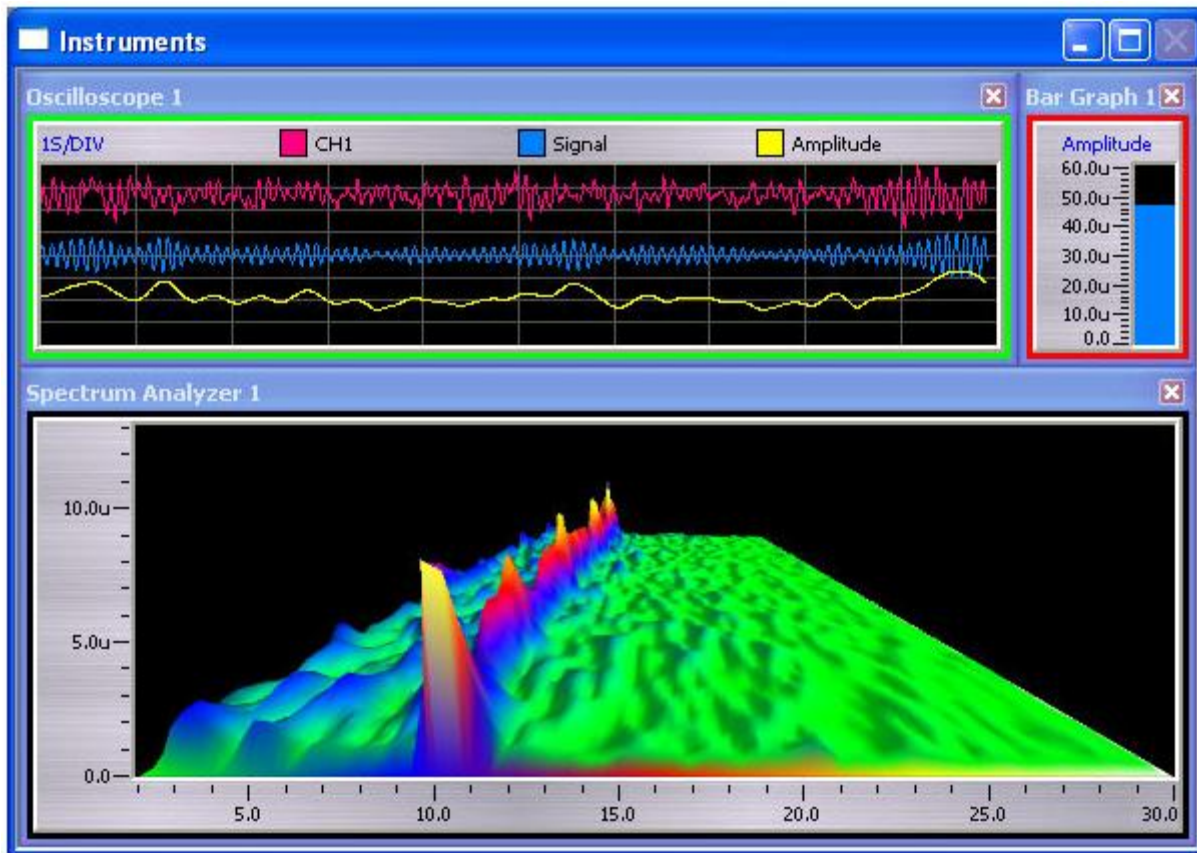 Instruments
Oscilloscope 1
Bar Graph 1
1S/DIV CH1 Signal Amplitude
Amplitude
60.0u
50.0u
40.0u
30.0u
20.0u
10.0u
0.0
Spectrum Analyzer 1
10.0u
5.0u
0.0
5.0 10.0 15.0 20.0 25.0 30.0